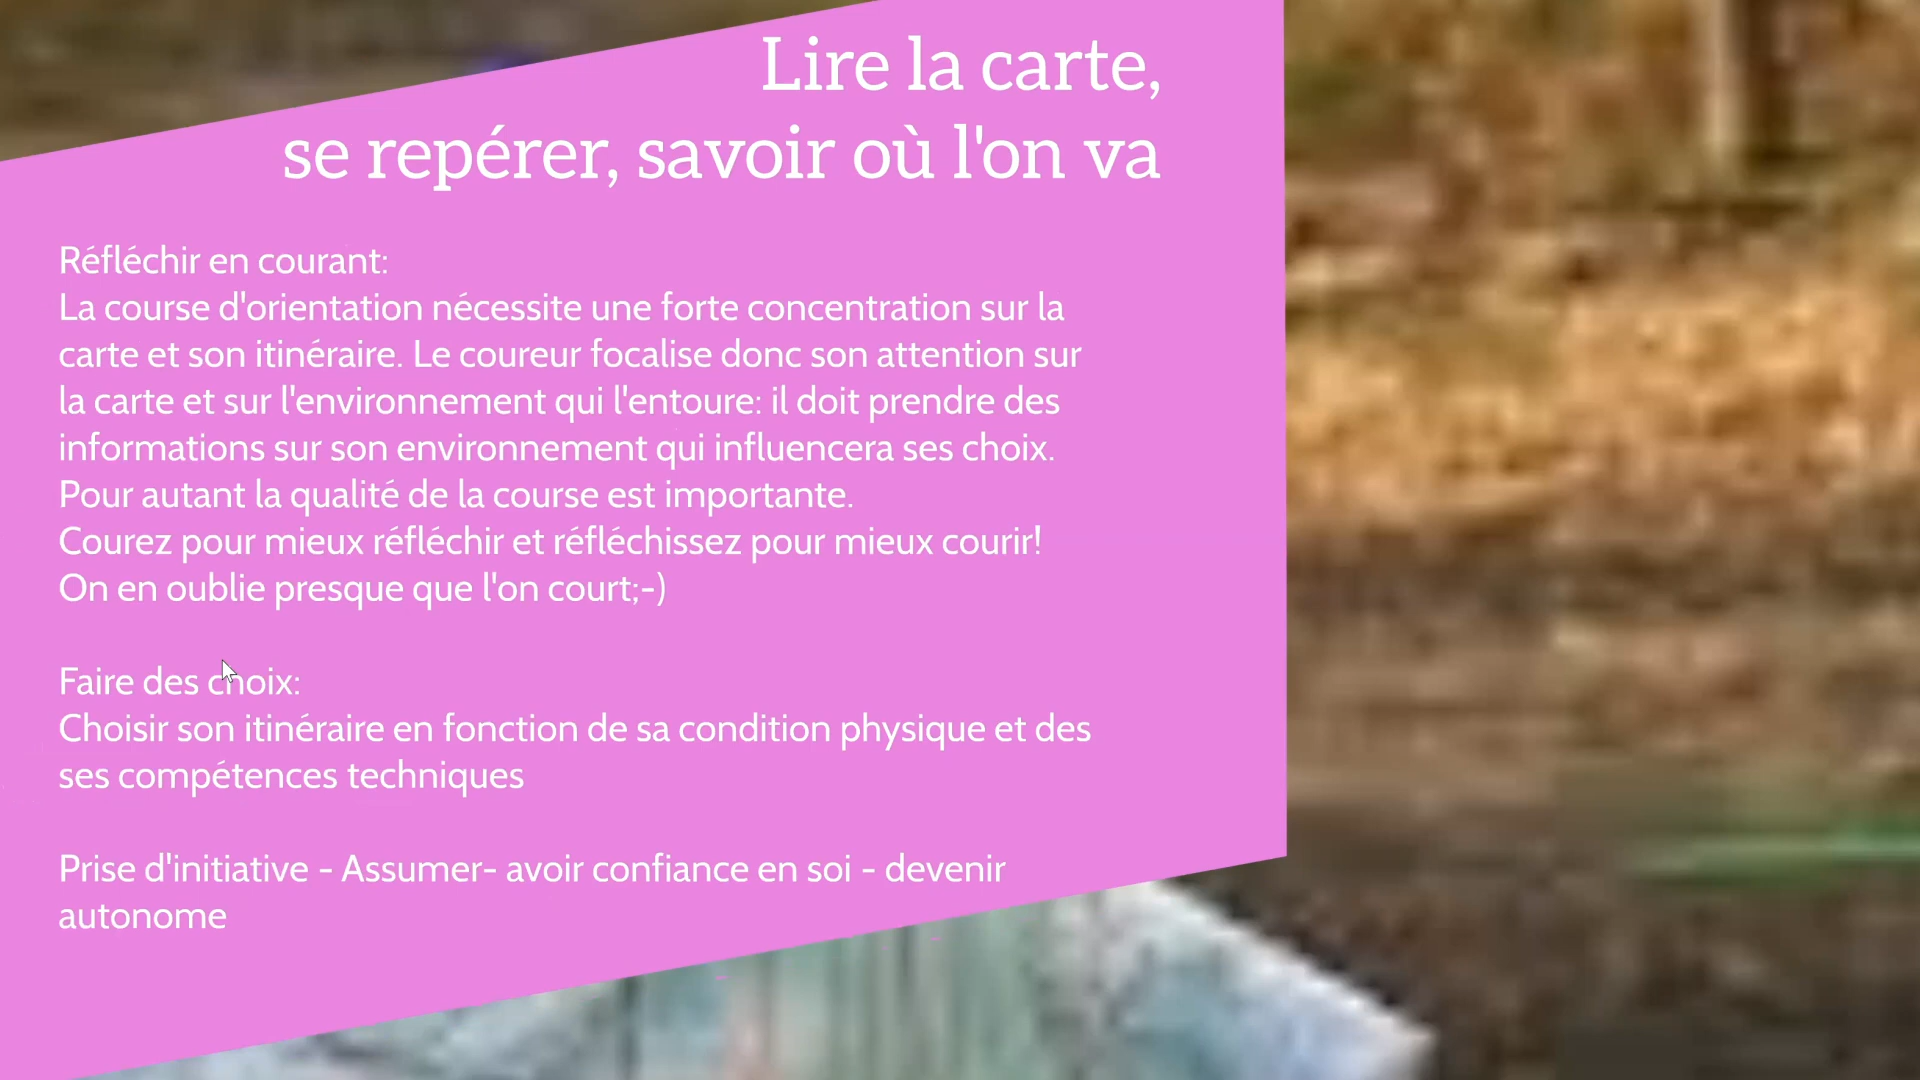 Lire la carte,
se repérer, savoir où l'on va
Réfléchir en courant:
La course d'orientation nécessite une forte concentration sur la
carte et son itinéraire. Le coureur focalise donc son attention sur
la carte et sur l'environnement qui l'entoure: il doit prendre des
informations sur son environnement qui influencera ses choix.
Pour autant la qualité de la course est importante.
Courez pour mieux réfléchir et réfléchissez pour mieux courir!
On en oublie presque que l'on court;-)
Faire des choix:
Choisir son itinéraire en fonction de sa condition physique et des
ses compétences techniques
Prise d'initiative - Assumer- avoir confiance en soi - devenir
autonome